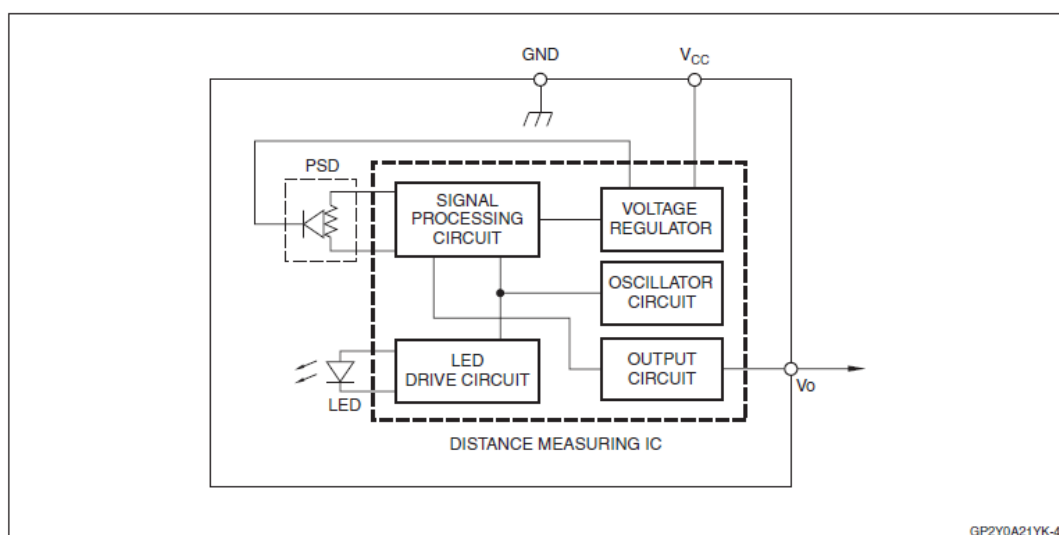 GND
V_CC
PSD
SIGNAL
PROCESSING
CIRCUIT
VOLTAGE
REGULATOR
OSCILLATOR
CIRCUIT
LED
DRIVE CIRCUIT
OUTPUT
CIRCUIT
LED
Vo
DISTANCE MEASURING IC
GP2Y0A21YK-4